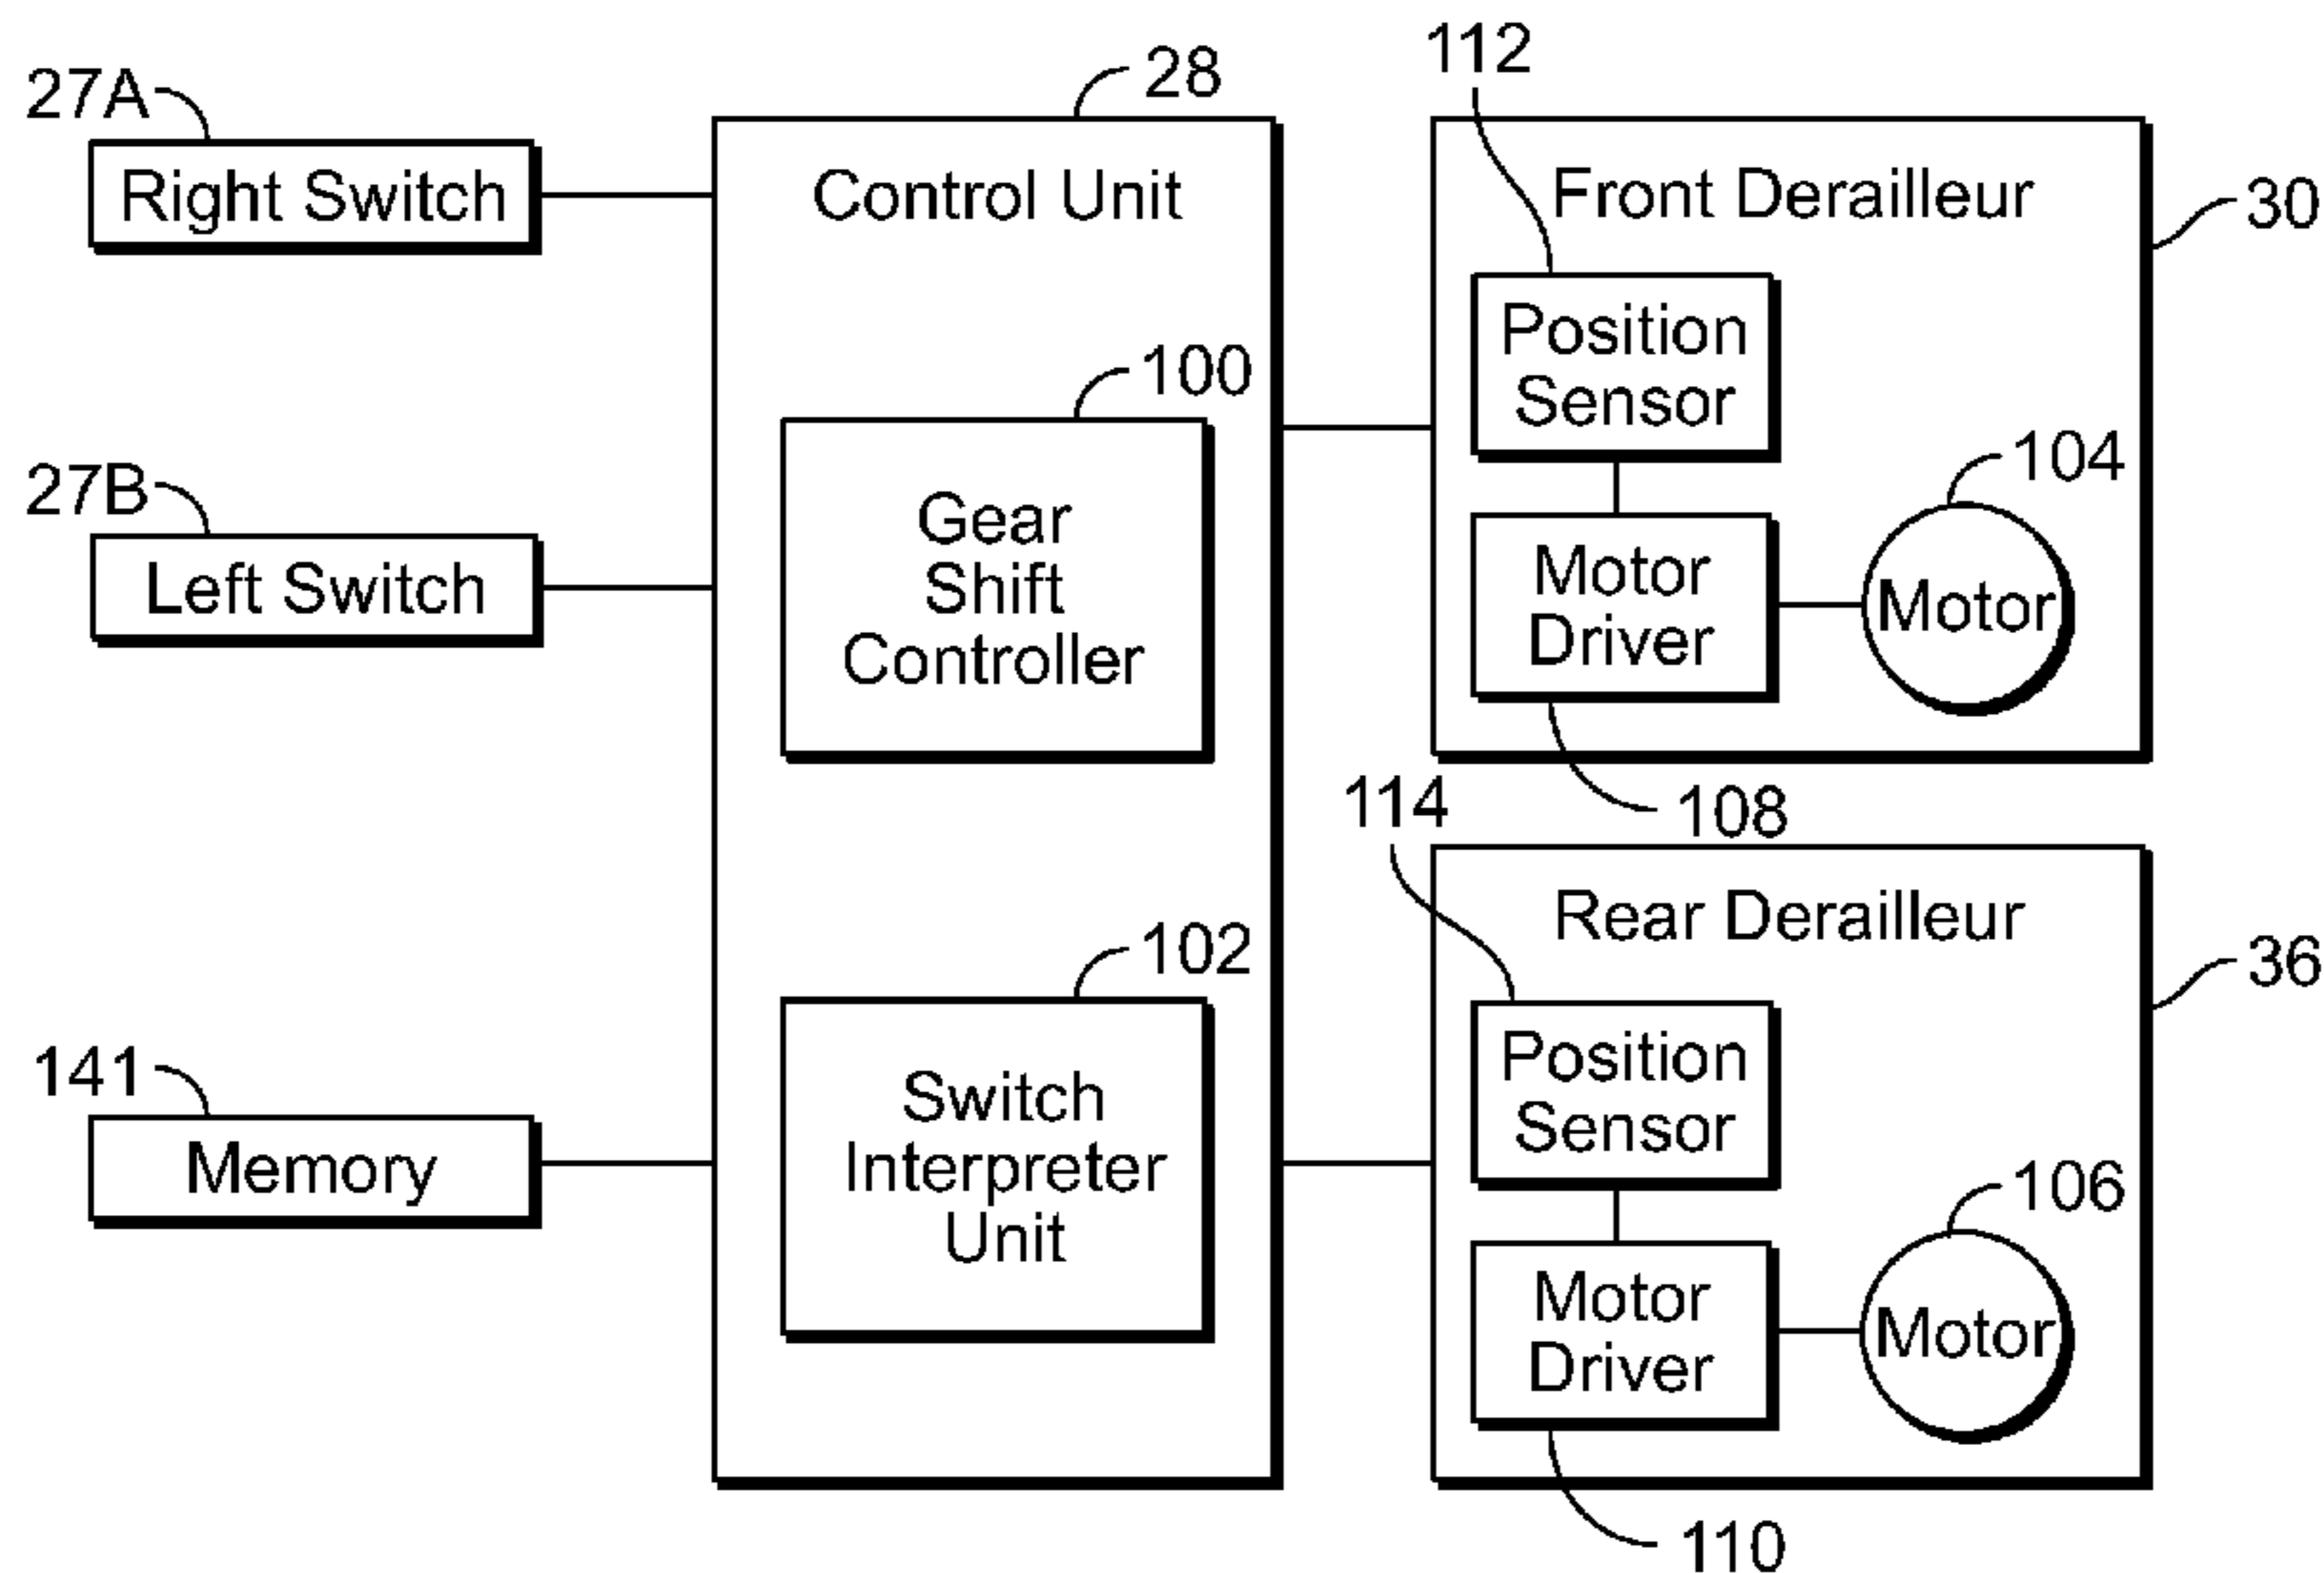 27A
Right Switch
27B
Left Switch
141
Memory
28
Control Unit
100
Gear
Shift
Controller
102
Switch
Interpreter
Unit
112
Front Derailleur
30
Position
Sensor
104
Motor
Driver
Motor
108
114
Rear Derailleur
36
Position
Sensor
106
Motor
Driver
Motor
110